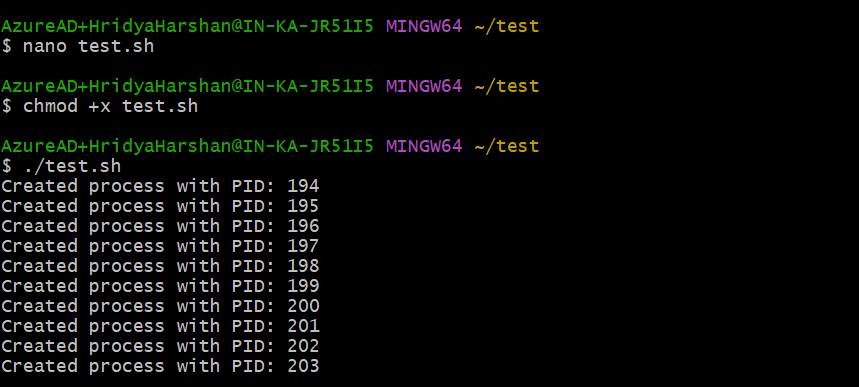 AzureAD+HridyaHarshan@IN-KA-JR51I5 MINGW64 ~/test
$ nano test.sh
AzureAD+HridyaHarshan@IN-KA-JR51I5 MINGW64 ~/test
$ chmod +x test.sh
AzureAD+HridyaHarshan@IN-KA-JR51I5 MINGW64 ~/test
$ ./test.sh
Created process with PID: 194
Created process with PID: 195
Created process with PID: 196
Created process with PID: 197
Created process with PID: 198
Created process with PID: 199
Created process with PID: 200
Created process with PID: 201
Created process with PID: 202
Created process with PID: 203